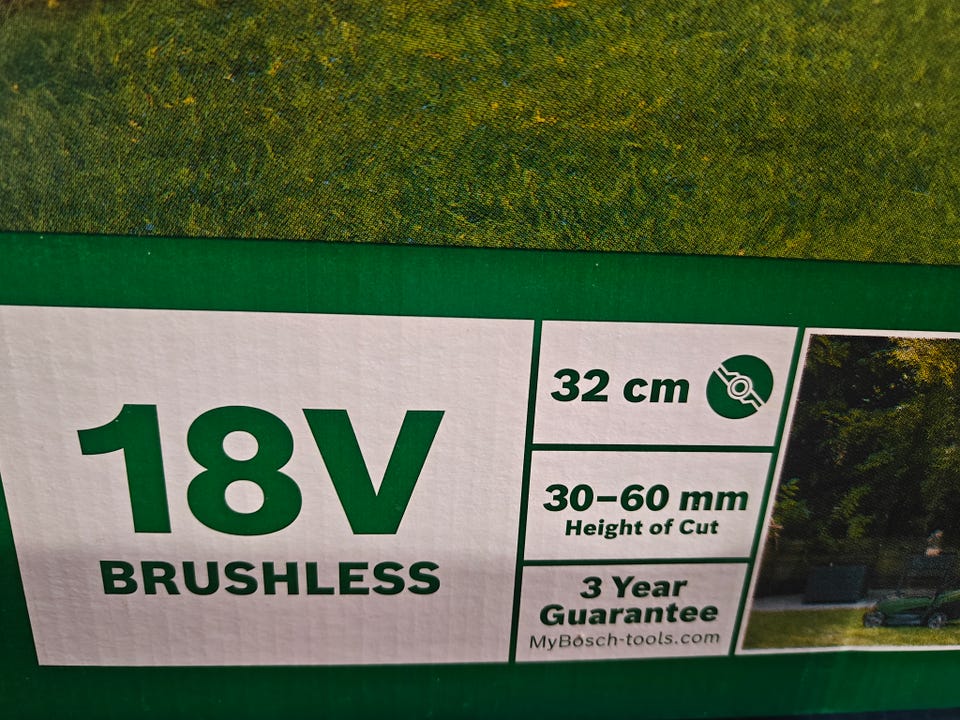 18V
BRUSHLESS
32 cm
30–60 mm
Height of Cut
3 Year
Guarantee
MyBosch-tools.com